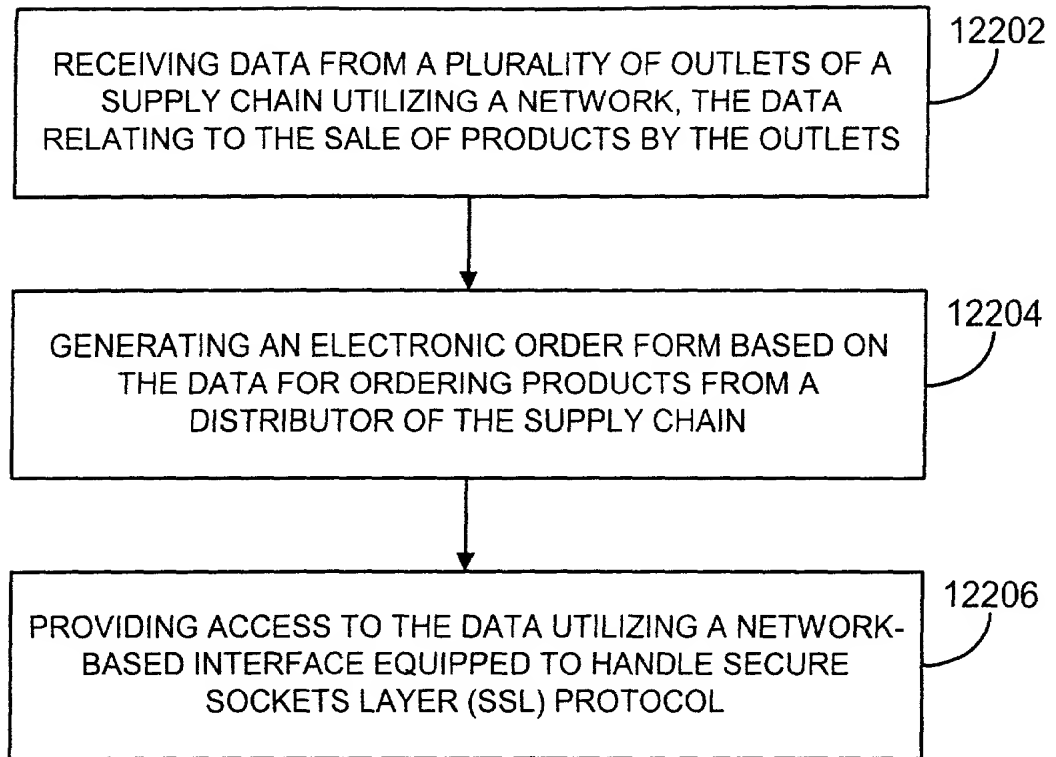 12202
RECEIVING DATA FROM A PLURALITY OF OUTLETS OF A
SUPPLY CHAIN UTILIZING A NETWORK, THE DATA
RELATING TO THE SALE OF PRODUCTS BY THE OUTLETS
12204
GENERATING AN ELECTRONIC ORDER FORM BASED ON
THE DATA FOR ORDERING PRODUCTS FROM A
DISTRIBUTOR OF THE SUPPLY CHAIN
12206
PROVIDING ACCESS TO THE DATA UTILIZING A NETWORK-
BASED INTERFACE EQUIPPED TO HANDLE SECURE
SOCKETS LAYER (SSL) PROTOCOL